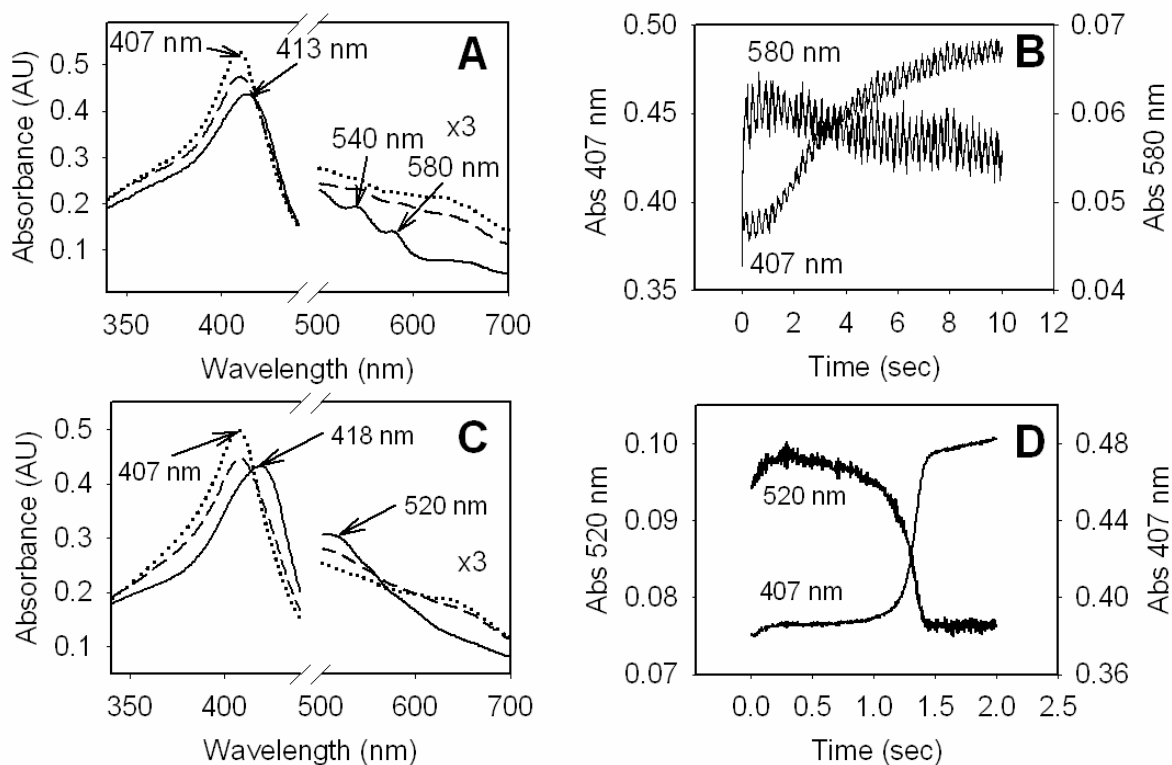 A
407 nm
413 nm
540 nm
x3
580 nm
0.5
0.4
0.3
0.2
0.1
Absorbance (AU)
350 400 500 600 700
Wavelength (nm)
B
580 nm
407 nm
0.50
0.45
0.40
0.35
Abs 407 nm
0.07
0.06
0.05
0.04
Abs 580 nm
0 2 4 6 8 10 12
Time (sec)
C
407 nm
418 nm
520 nm
x3
0.5
0.4
0.3
0.2
0.1
Absorbance (AU)
350 400 500 600 700
Wavelength (nm)
D
520 nm
407 nm
0.10
0.09
0.08
0.07
Abs 520 nm
0.48
0.44
0.40
0.36
Abs 407 nm
0.0 0.5 1.0 1.5 2.0 2.5
Time (sec)